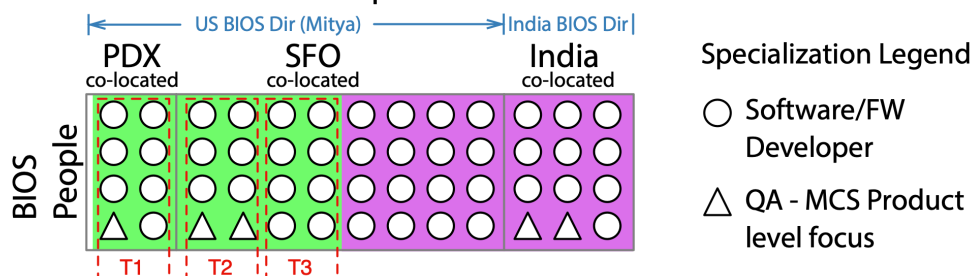 US BIOS Dir (Mitya)
India BIOS Dir
PDX
co-located
SFO
co-located
India
co-located
BIOS
People
T1
T2
T3
Specialization Legend
Software/FW
Developer
QA - MCS Product
level focus